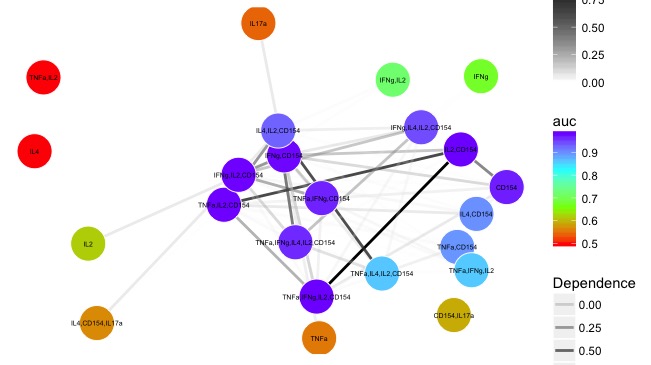 IL17a
0.75
0.50
0.25
0.00
TNFa,IL2
IFNg,IL2
IFNg
IL4
IL4,IL2,CD154
IFNg,IL4,IL2,CD154
auc
IFNg,CD154
IL2,CD154
0.9
IFNg,IL2,CD154
CD154
0.8
TNFa,IL2,CD154
TNFa,IFNg,CD154
IL4,CD154
0.7
0.6
IL2
TNFa,IFNg,IL4,IL2,CD154
TNFa,CD154
0.5
TNFa,IL4,IL2,CD154
TNFa,IFNg,IL2
Dependence
TNFa,IFNg,IL2,CD154
0.00
IL4,CD154,IL17a
CD154,IL17a
0.25
TNFa
0.50